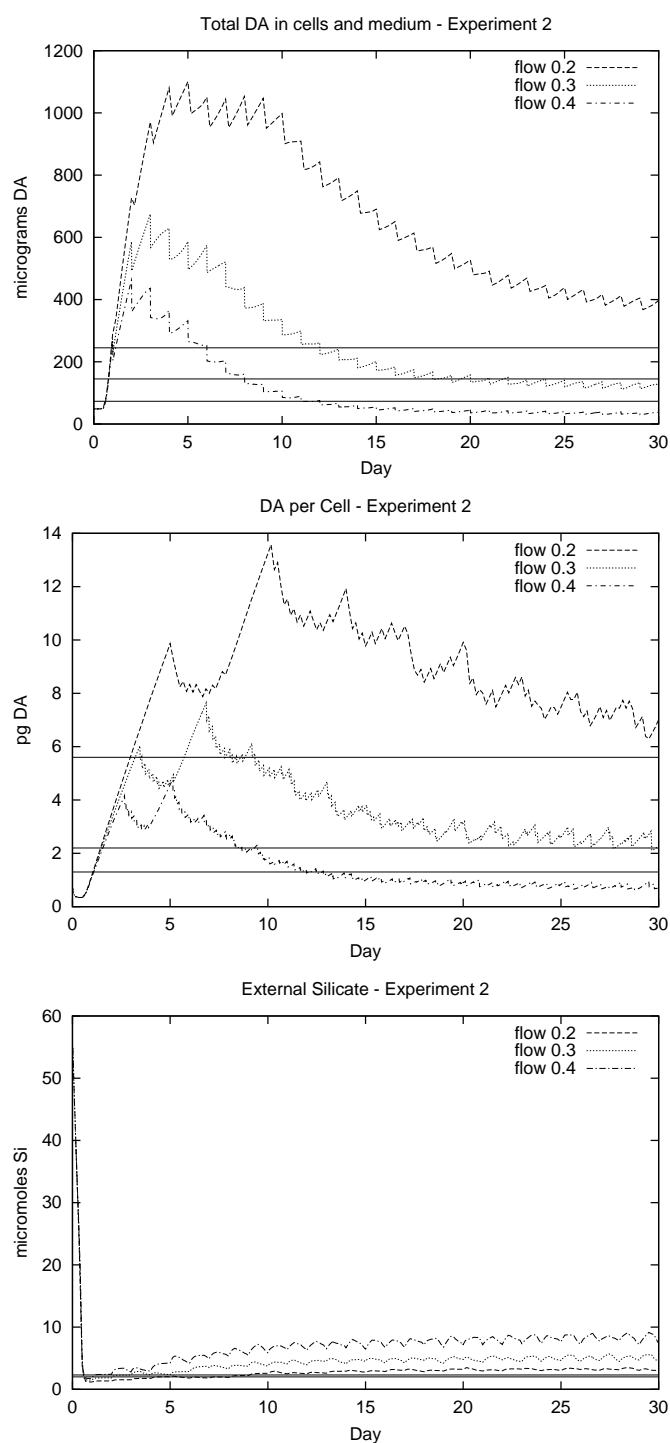 Total DA in cells and medium - Experiment 2
1200
1000
800
600
400
200
0
micrograms DA
flow 0.2
flow 0.3
flow 0.4
0 5 10 15 20 25 30
Day
DA per Cell - Experiment 2
14
12
10
8
6
4
2
0
pg DA
flow 0.2
flow 0.3
flow 0.4
0 5 10 15 20 25 30
Day
External Silicate - Experiment 2
60
50
40
30
20
10
0
micromoles Si
flow 0.2
flow 0.3
flow 0.4
0 5 10 15 20 25 30
Day